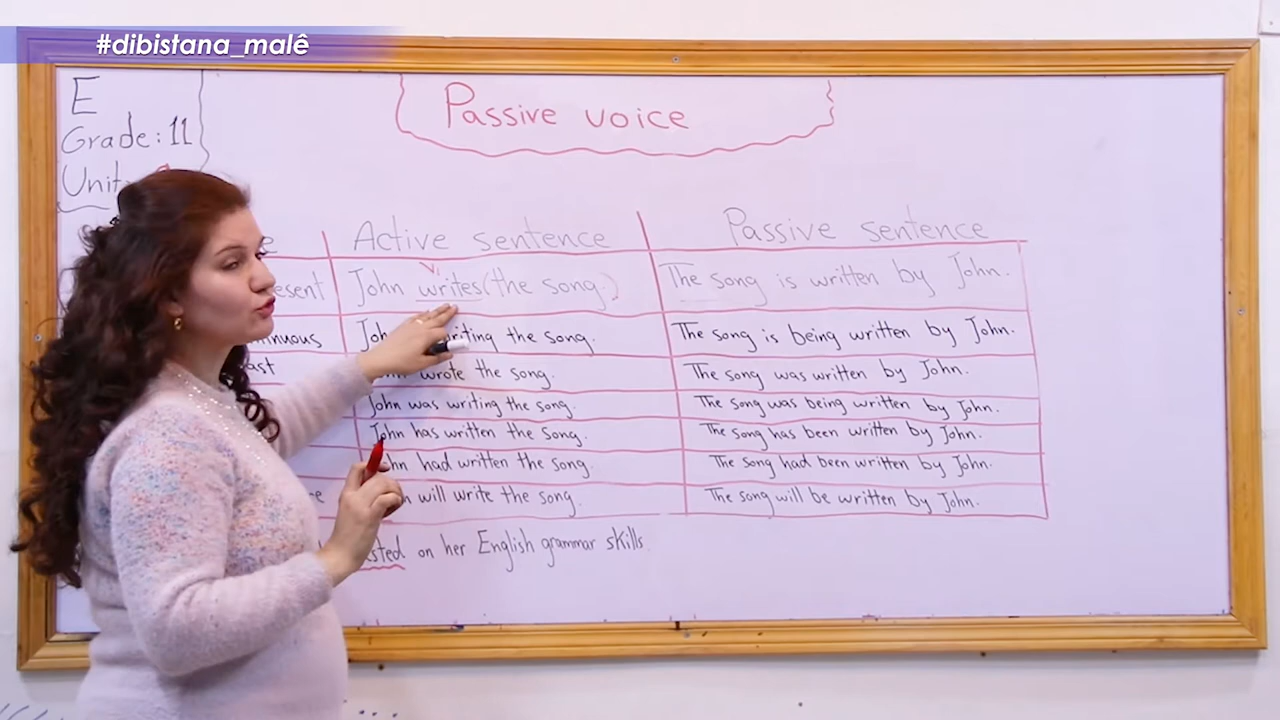 #dibistana_malê
E
Grade: 11
Passive voice
Active sentence Passive sentence
John writes (the song.) The song is written by John.
writing the song. The song is being written by John.
wrote the song. The song was written by John.
John was writing the song. The song was being written by John.
John has written the song. The song has been written by John.
had written the song. The song had been written by John.
will write the song. The song will be written by John.
on her English grammar skills.